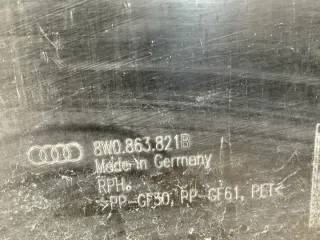 8W0.863.821B
Made in Germany
RPH.
>PP-GF30, PP-GF61, PET<